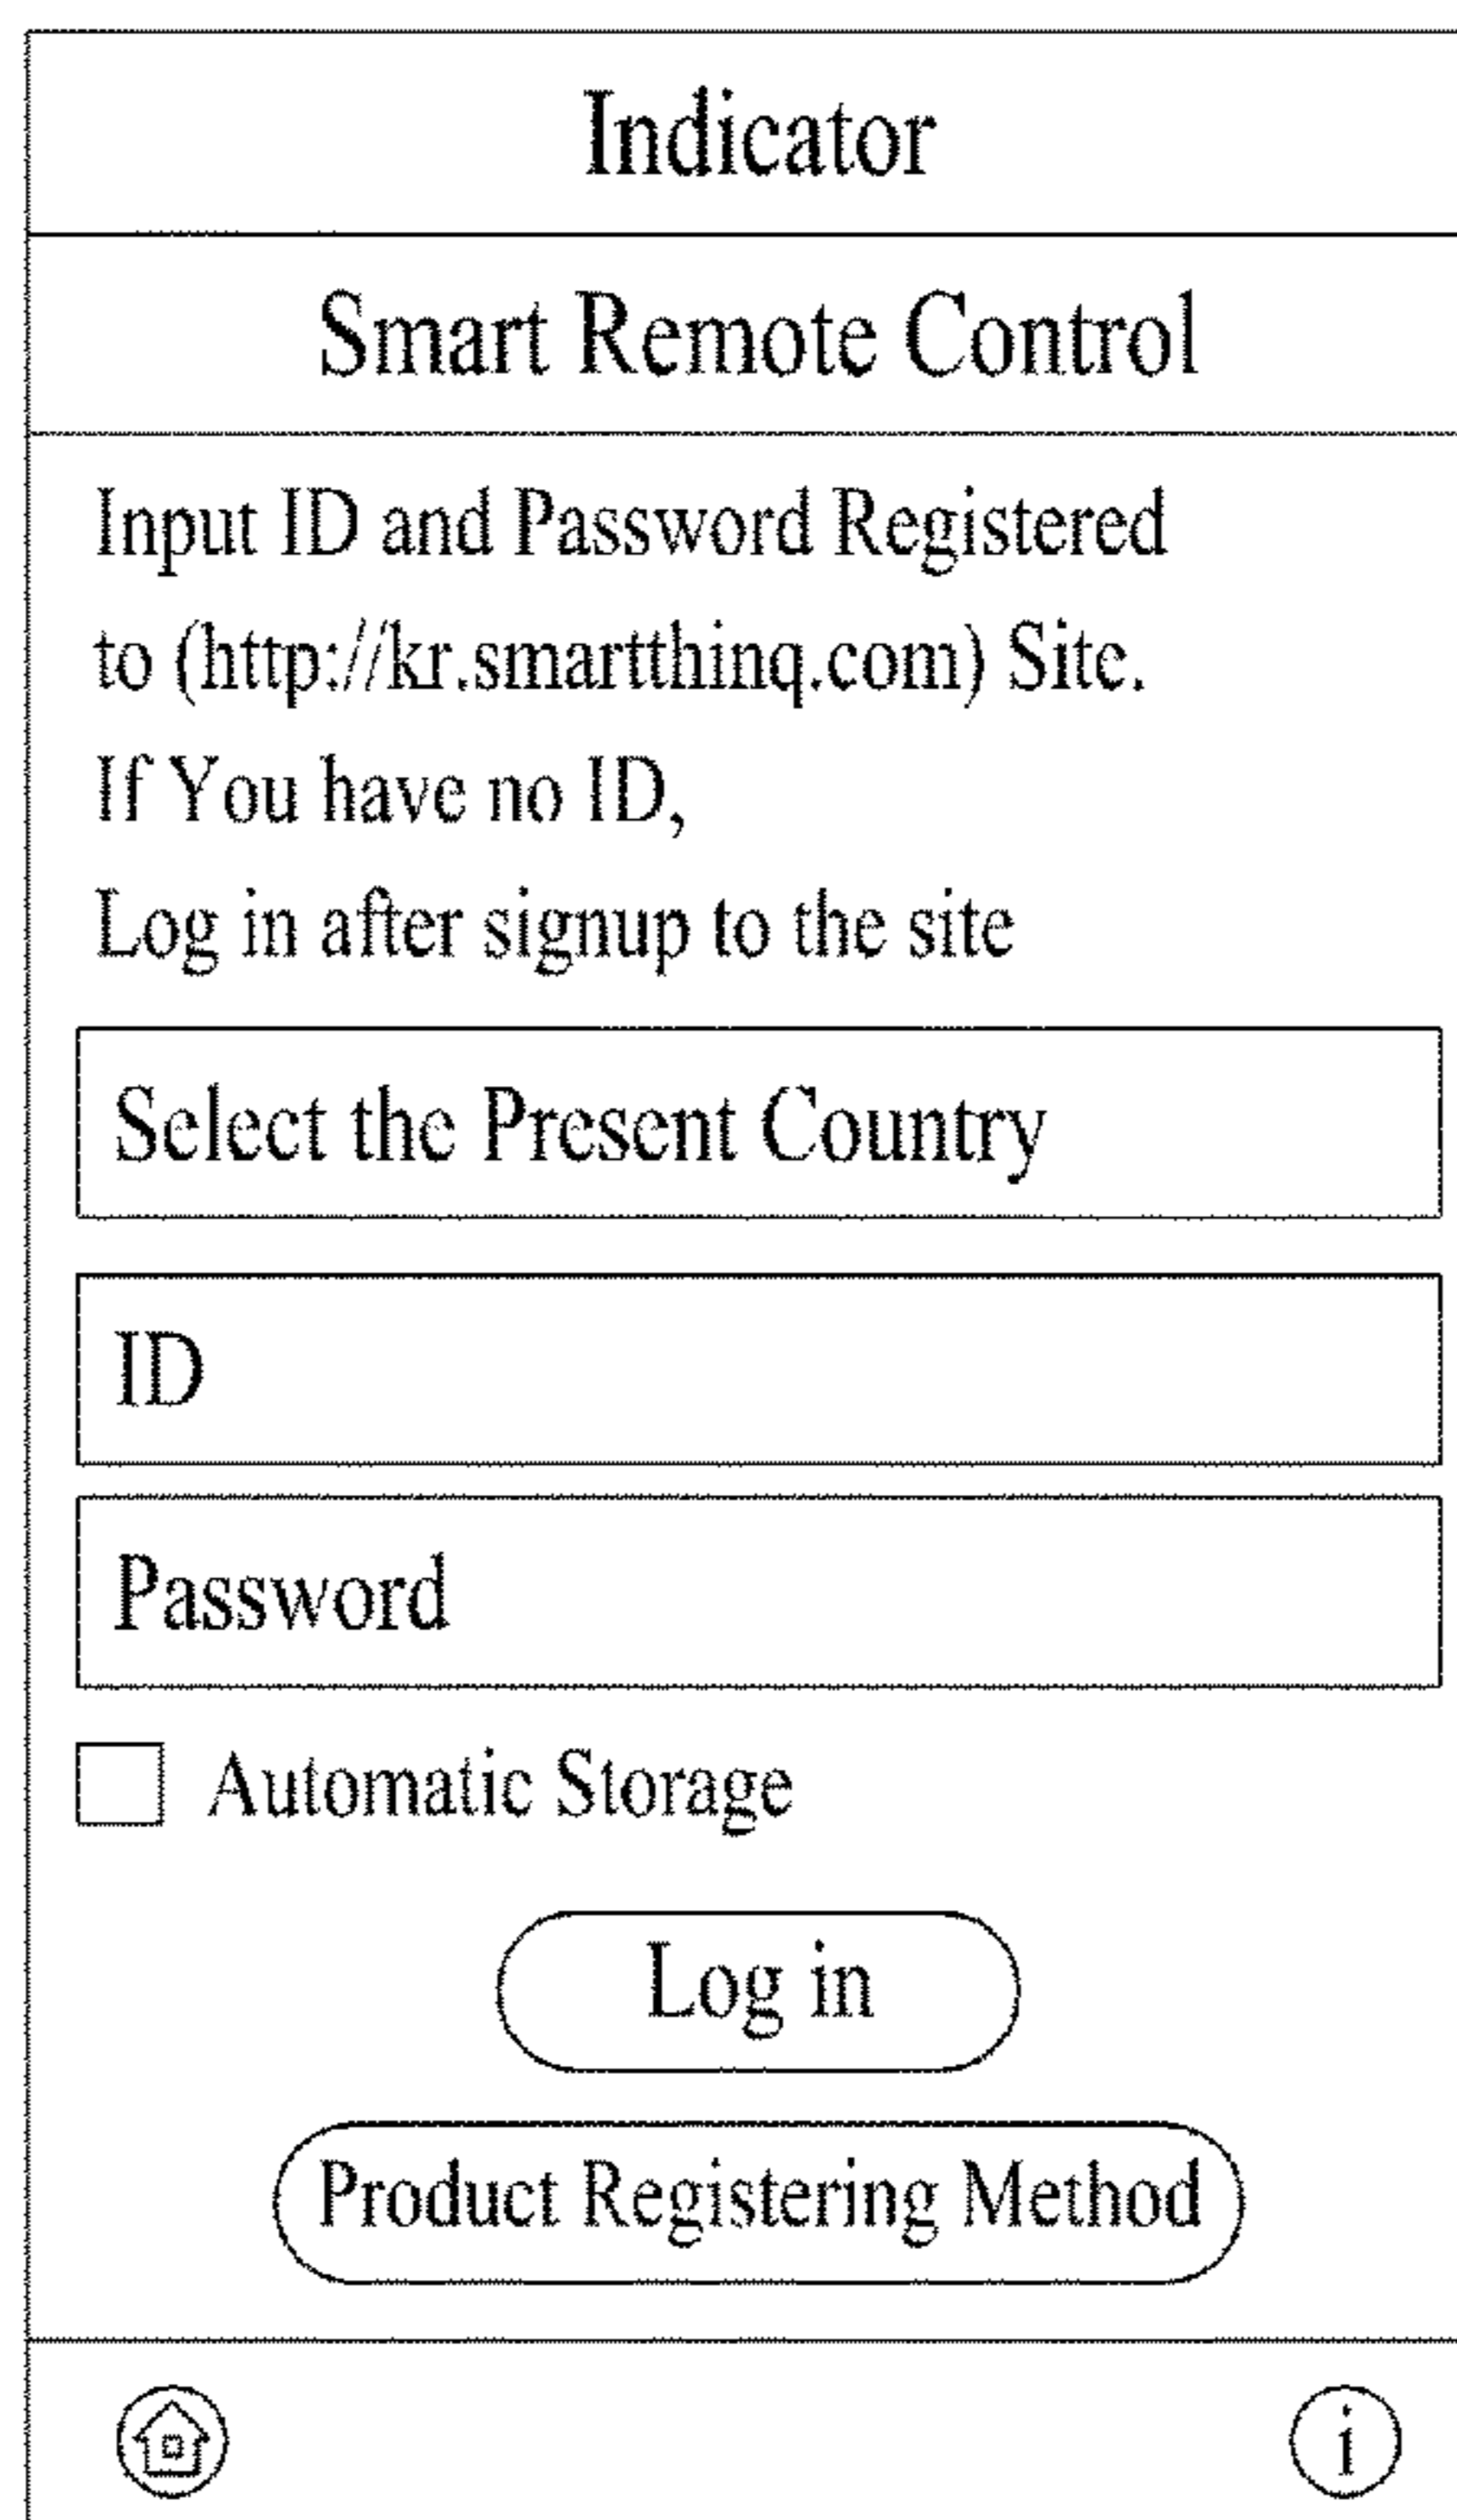 Indicator
Smart Remote Control
Input ID and Password Registered
to (http://kr.smartthinq.com) Site.
If You have no ID,
Log in after signup to the site
Select the Present Country
ID
Password
Automatic Storage
Log in
Product Registering Method
i